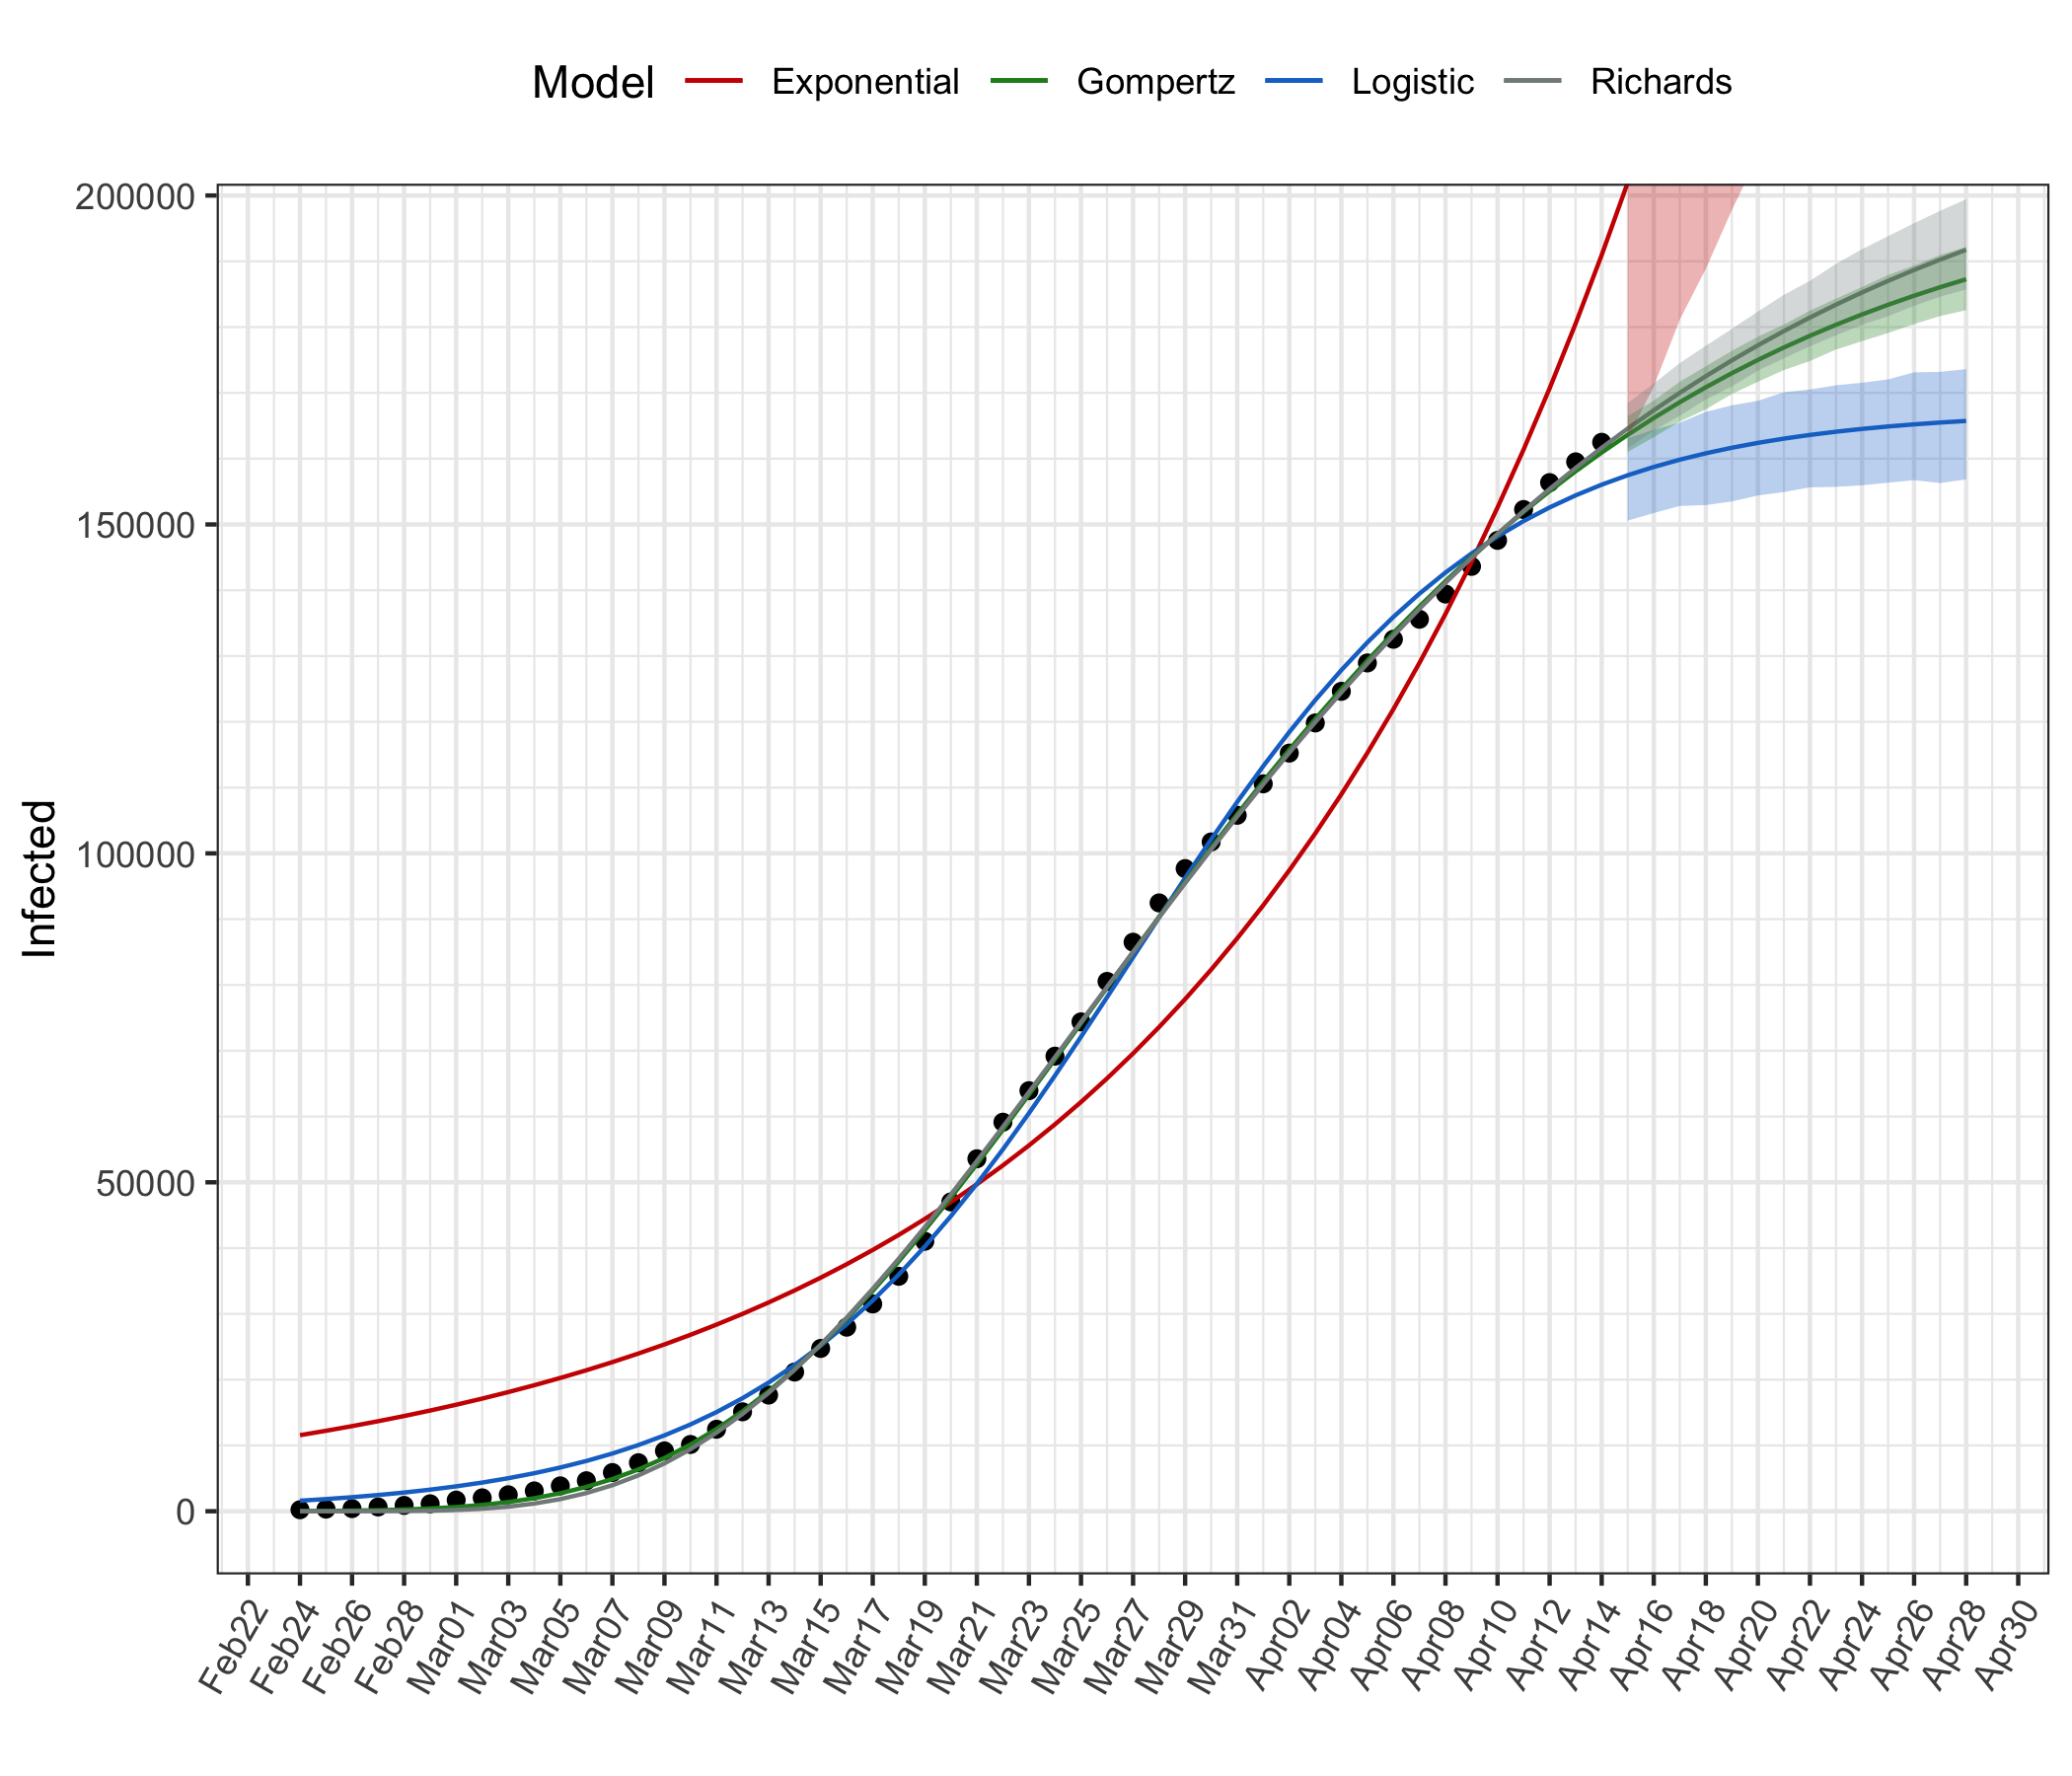 Model Exponential Gompertz Logistic Richards
200000
150000
100000
50000
0
Infected
Feb22 Feb24 Feb26 Feb28 Mar01 Mar03 Mar05 Mar07 Mar09 Mar11 Mar13 Mar15 Mar17 Mar19 Mar21 Mar23 Mar25 Mar27 Mar29 Mar31 Apr02 Apr04 Apr06 Apr08 Apr10 Apr12 Apr14 Apr16 Apr18 Apr20 Apr22 Apr24 Apr26 Apr28 Apr30